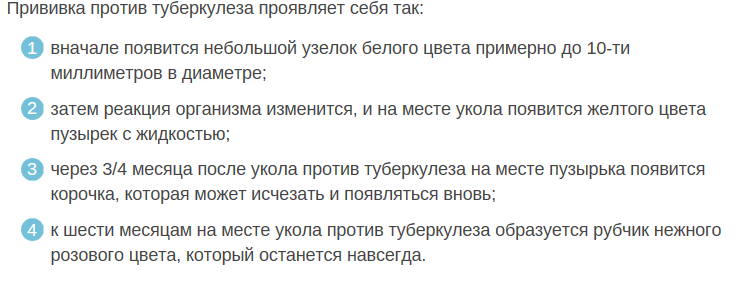 Прививка против туберкулеза проявляет себя так:
1 вначале появится небольшой узелок белого цвета примерно до 10-ти
миллиметров в диаметре;
2 затем реакция организма изменится, и на месте укола появится желтого цвета
пузырек с жидкостью;
3 через 3/4 месяца после укола против туберкулеза на месте пузырька появится
корочка, которая может исчезать и появляться вновь;
4 к шести месяцам на месте укола против туберкулеза образуется рубчик нежного
розового цвета, который останется навсегда.